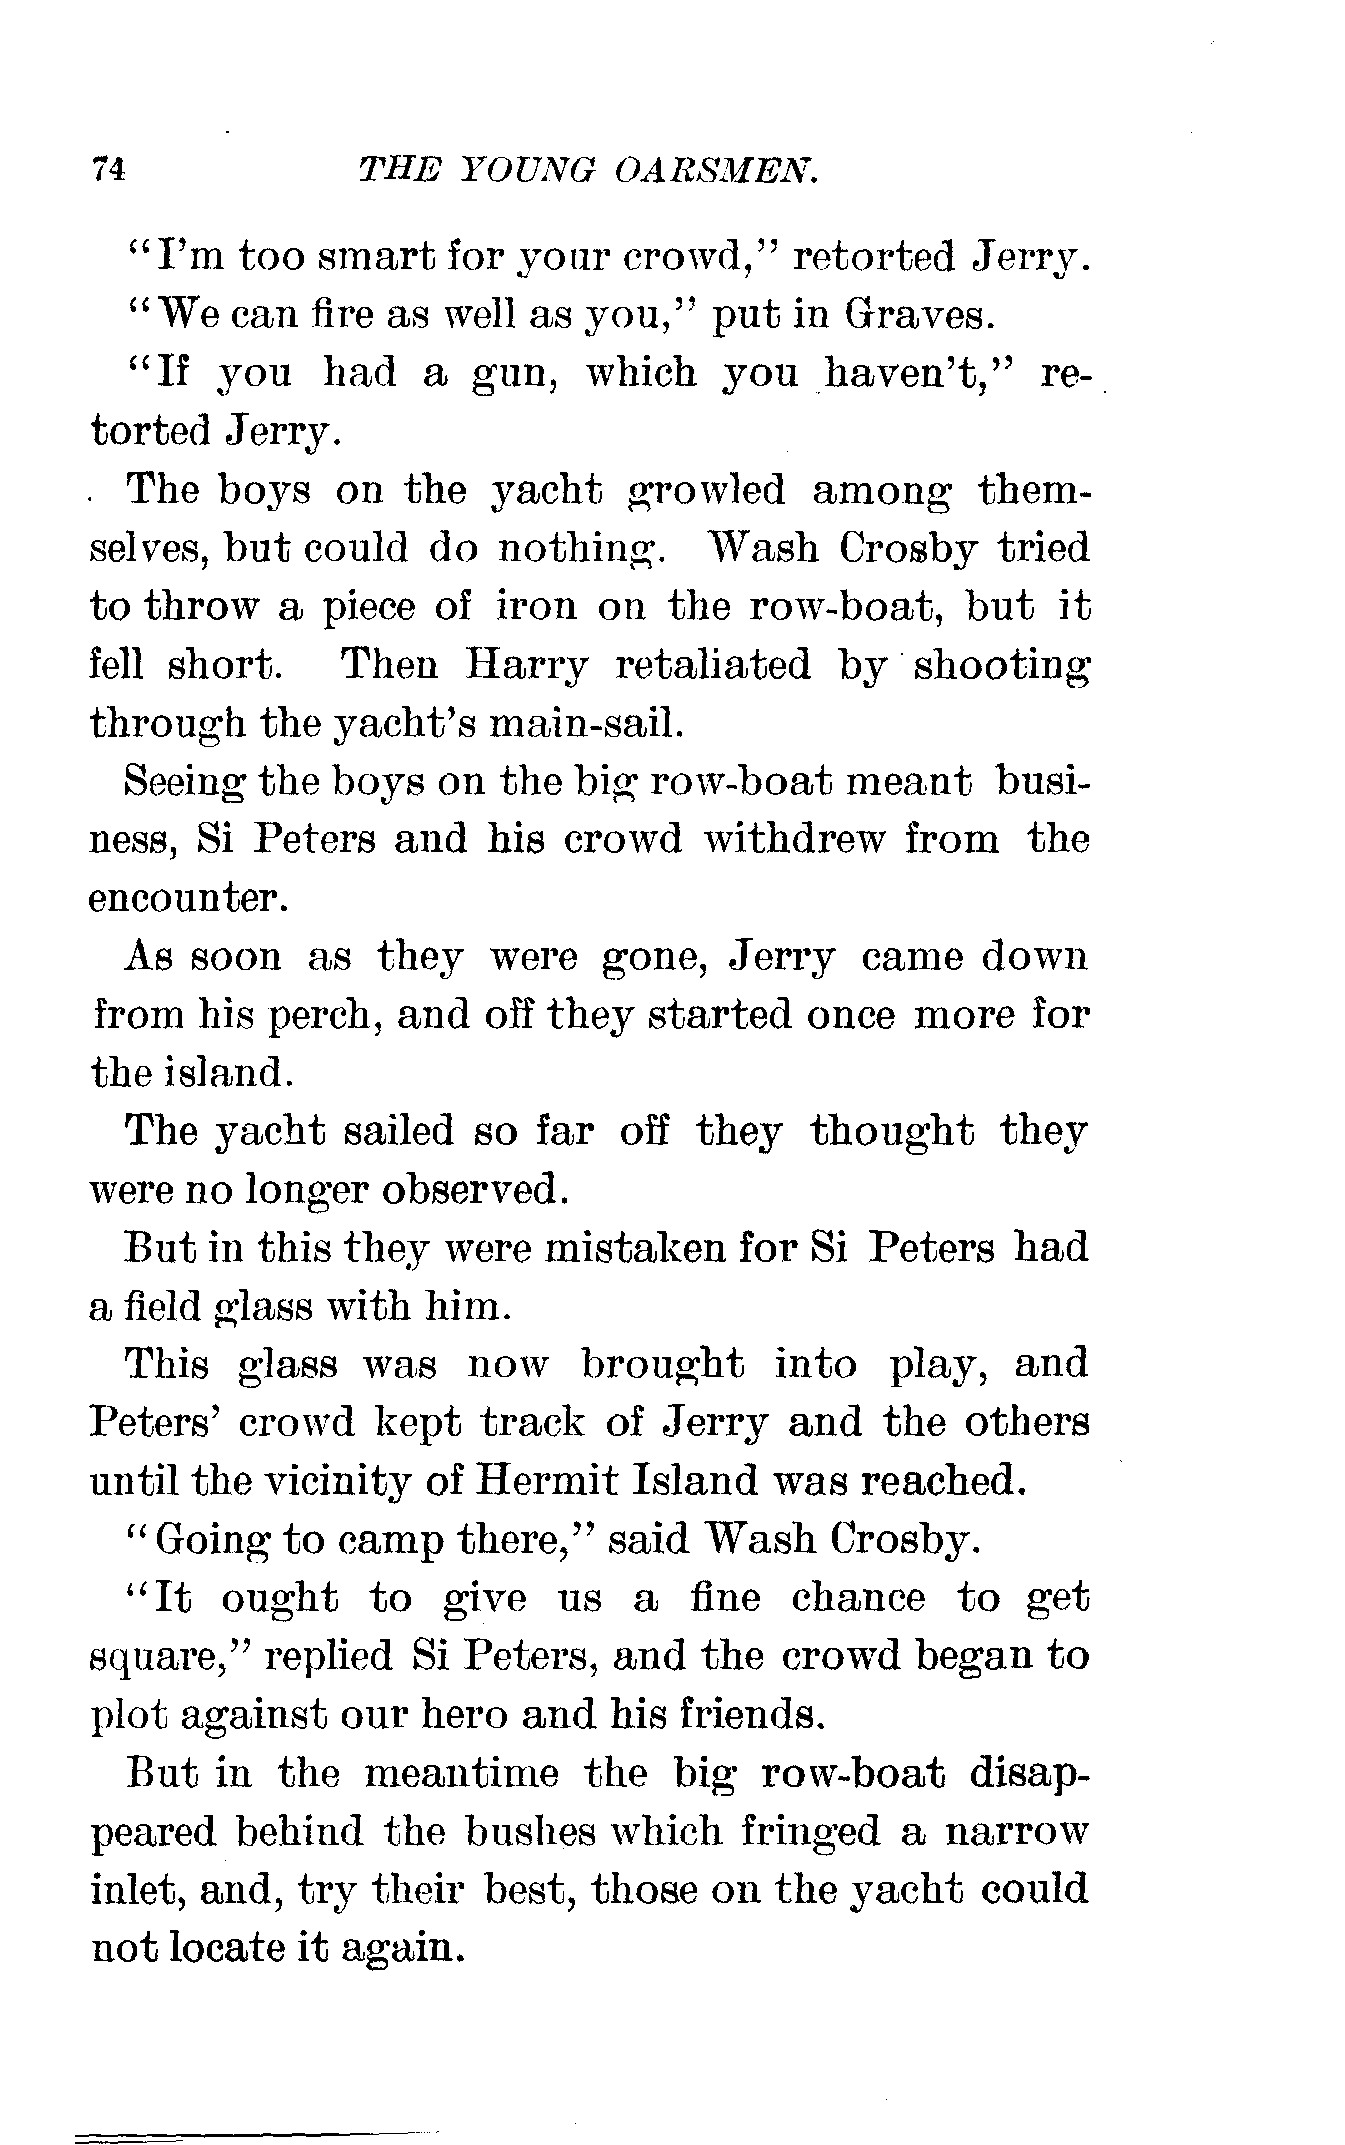 74 THE YOUNG OARSMEN.
"I'm too smart for your crowd," retorted Jerry.
"We can fire as well as you," put in Graves.
"If you had a gun, which you haven't," re-
torted Jerry.
The boys on the yacht growled among them-
selves, but could do nothing. Wash Crosby tried
to throw a piece of iron on the row-boat, but it
fell short. Then Harry retaliated by shooting
through the yacht's main-sail.
Seeing the boys on the big row-boat meant busi-
ness, Si Peters and his crowd withdrew from the
encounter.
As soon as they were gone, Jerry came down
from his perch, and off they started once more for
the island.
The yacht sailed so far off they thought they
were no longer observed.
But in this they were mistaken for Si Peters had
a field glass with him.
This glass was now brought into play, and
Peters' crowd kept track of Jerry and the others
until the vicinity of Hermit Island was reached.
"Going to camp there," said Wash Crosby.
"It ought to give us a fine chance to get
square," replied Si Peters, and the crowd began to
plot against our hero and his friends.
But in the meantime the big row-boat disap-
peared behind the bushes which fringed a narrow
inlet, and, try their best, those on the yacht could
not locate it again.